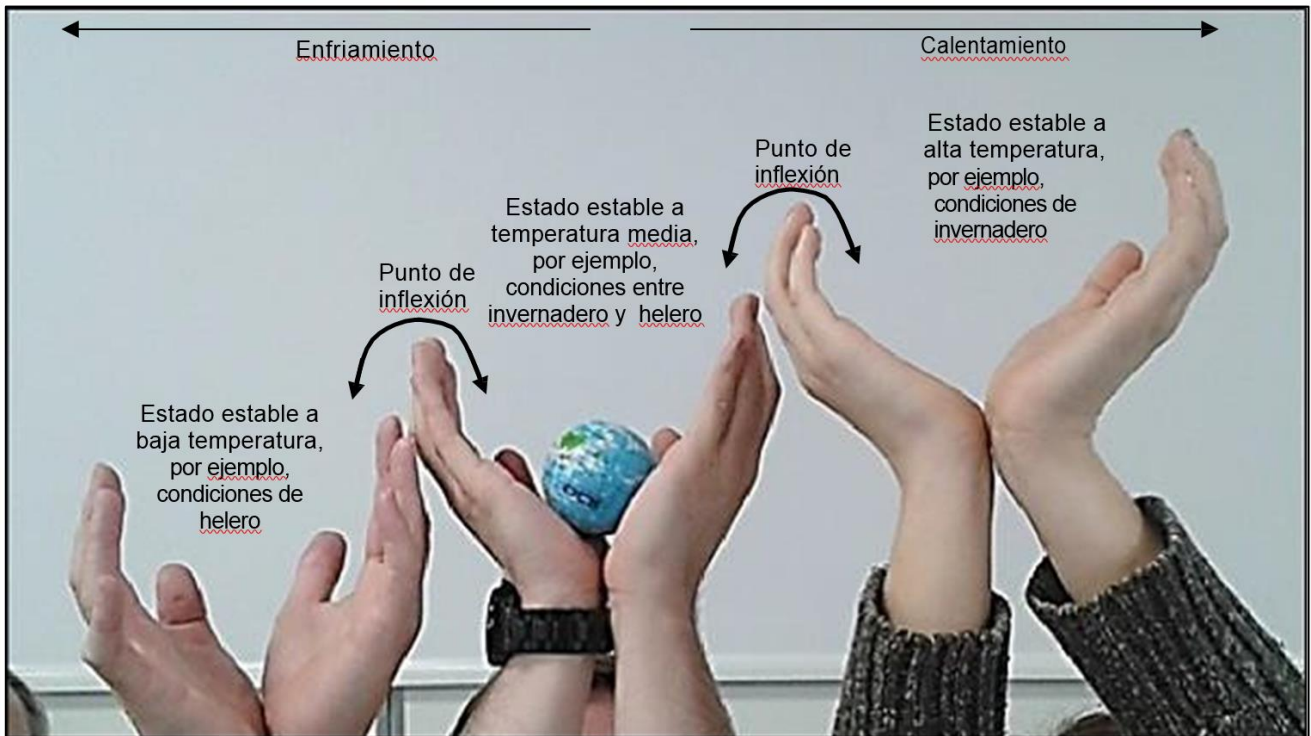 Enfriamiento
Calentamiento
Estado estable a
alta temperatura,
por ejemplo,
condiciones de
invernadero
Punto de
inflexión
Estado estable a
temperatura media,
por ejemplo,
condiciones entre
invernadero y helero
Punto de
inflexión
Estado estable a
baja temperatura,
por ejemplo,
condiciones de
helero